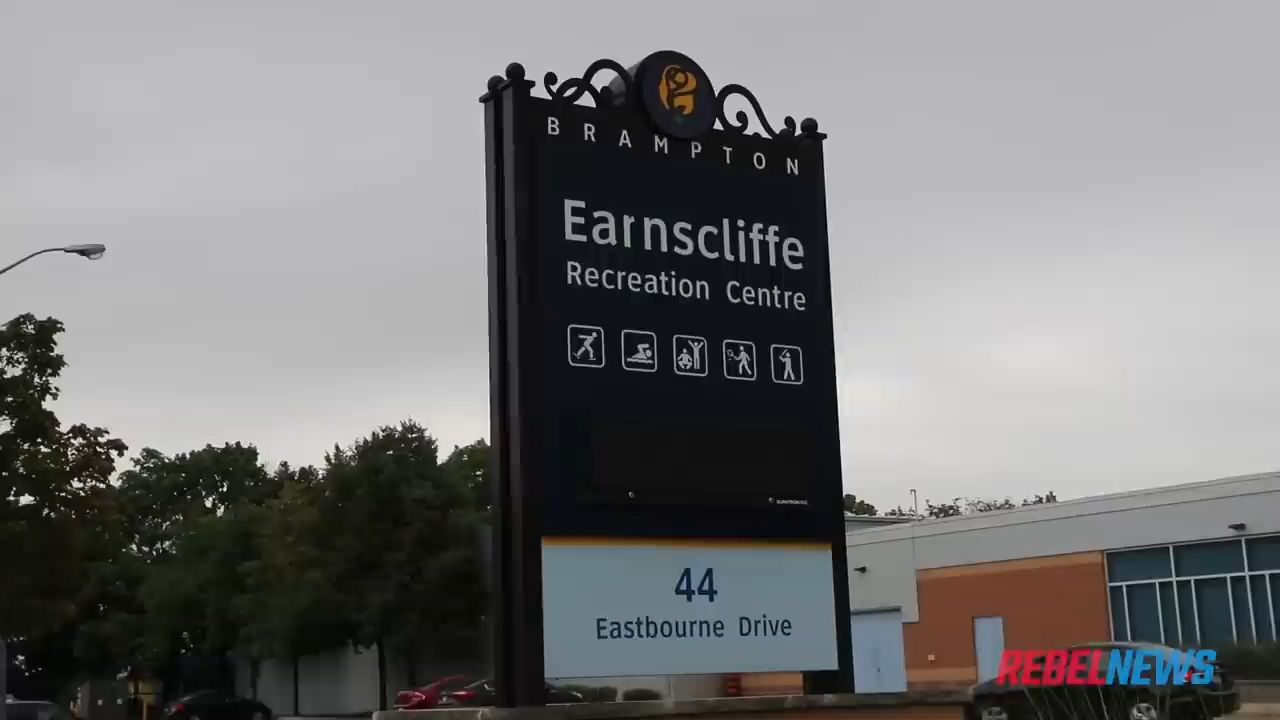 BRAMPTON
Earnscliffe
Recreation Centre
44
Eastbourne Drive
REBELNEWS